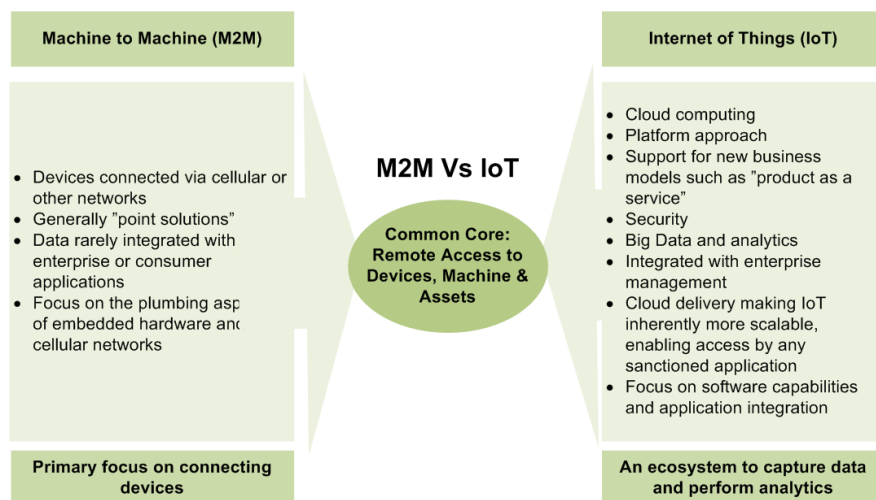 Machine to Machine (M2M)
• Devices connected via cellular or
other networks
• Generally ”point solutions”
• Data rarely integrated with
enterprise or consumer
applications
• Focus on the plumbing asp
of embedded hardware and
cellular networks
Primary focus on connecting
devices
M2M Vs IoT
Common Core:
Remote Access to
Devices, Machine &
Assets
Internet of Things (IoT)
• Cloud computing
• Platform approach
• Support for new business
models such as ”product as a
service”
• Security
• Big Data and analytics
• Integrated with enterprise
management
• Cloud delivery making IoT
inherently more scalable,
enabling access by any
sanctioned application
• Focus on software capabilities
and application integration
An ecosystem to capture data
and perform analytics